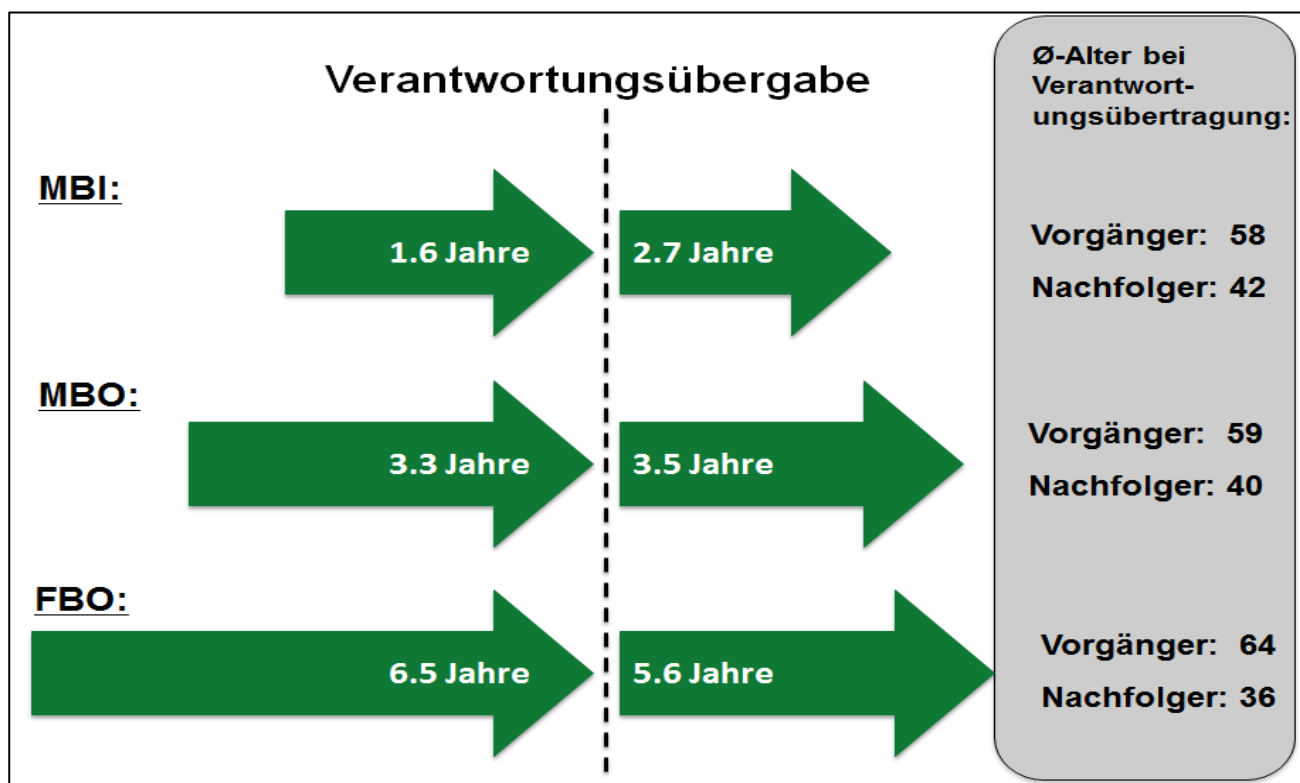 Verantwortungsübergabe
MBI:
1.6 Jahre
2.7 Jahre
MBO:
3.3 Jahre
3.5 Jahre
FBO:
6.5 Jahre
5.6 Jahre
Ø-Alter bei
Verantwort-
ungsübertragung:
Vorgänger: 58
Nachfolger: 42
Vorgänger: 59
Nachfolger: 40
Vorgänger: 64
Nachfolger: 36